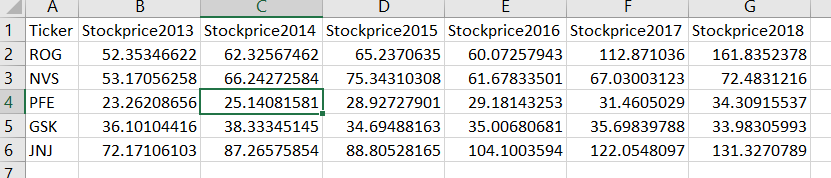 A B C D E F G
1 Ticker Stockprice2013 Stockprice2014 Stockprice2015 Stockprice2016 Stockprice2017 Stockprice2018
2 ROG 52.35346622 62.32567462 65.2370635 60.07257943 112.871036 161.8352378
3 NVS 53.17056258 66.24272584 75.34310308 61.67833501 67.03003123 72.4831216
4 PFE 23.26208656 25.14081581 28.92727901 29.18143253 31.4605029 34.30915537
5 GSK 36.10104416 38.33345145 34.69488163 35.00680681 35.69839788 33.98305993
6 JNJ 72.17106103 87.26575854 88.80528165 104.1003594 122.0548097 131.3270789
7